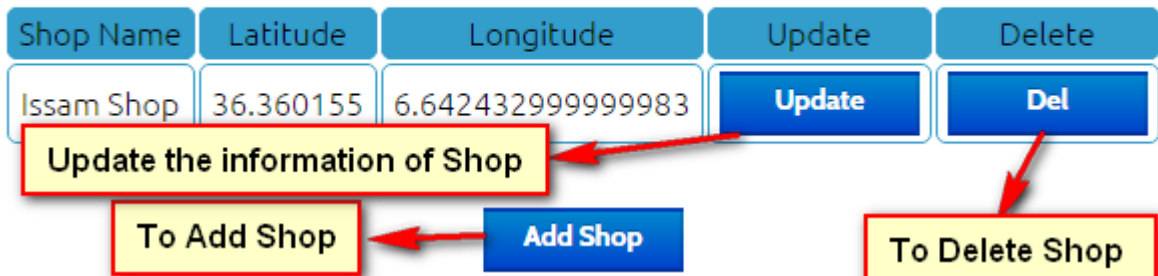 Shop Name Latitude Longitude Update Delete
Issam Shop 36.360155 6.642432999999983 Update Del
Update the information of Shop
To Add Shop Add Shop To Delete Shop